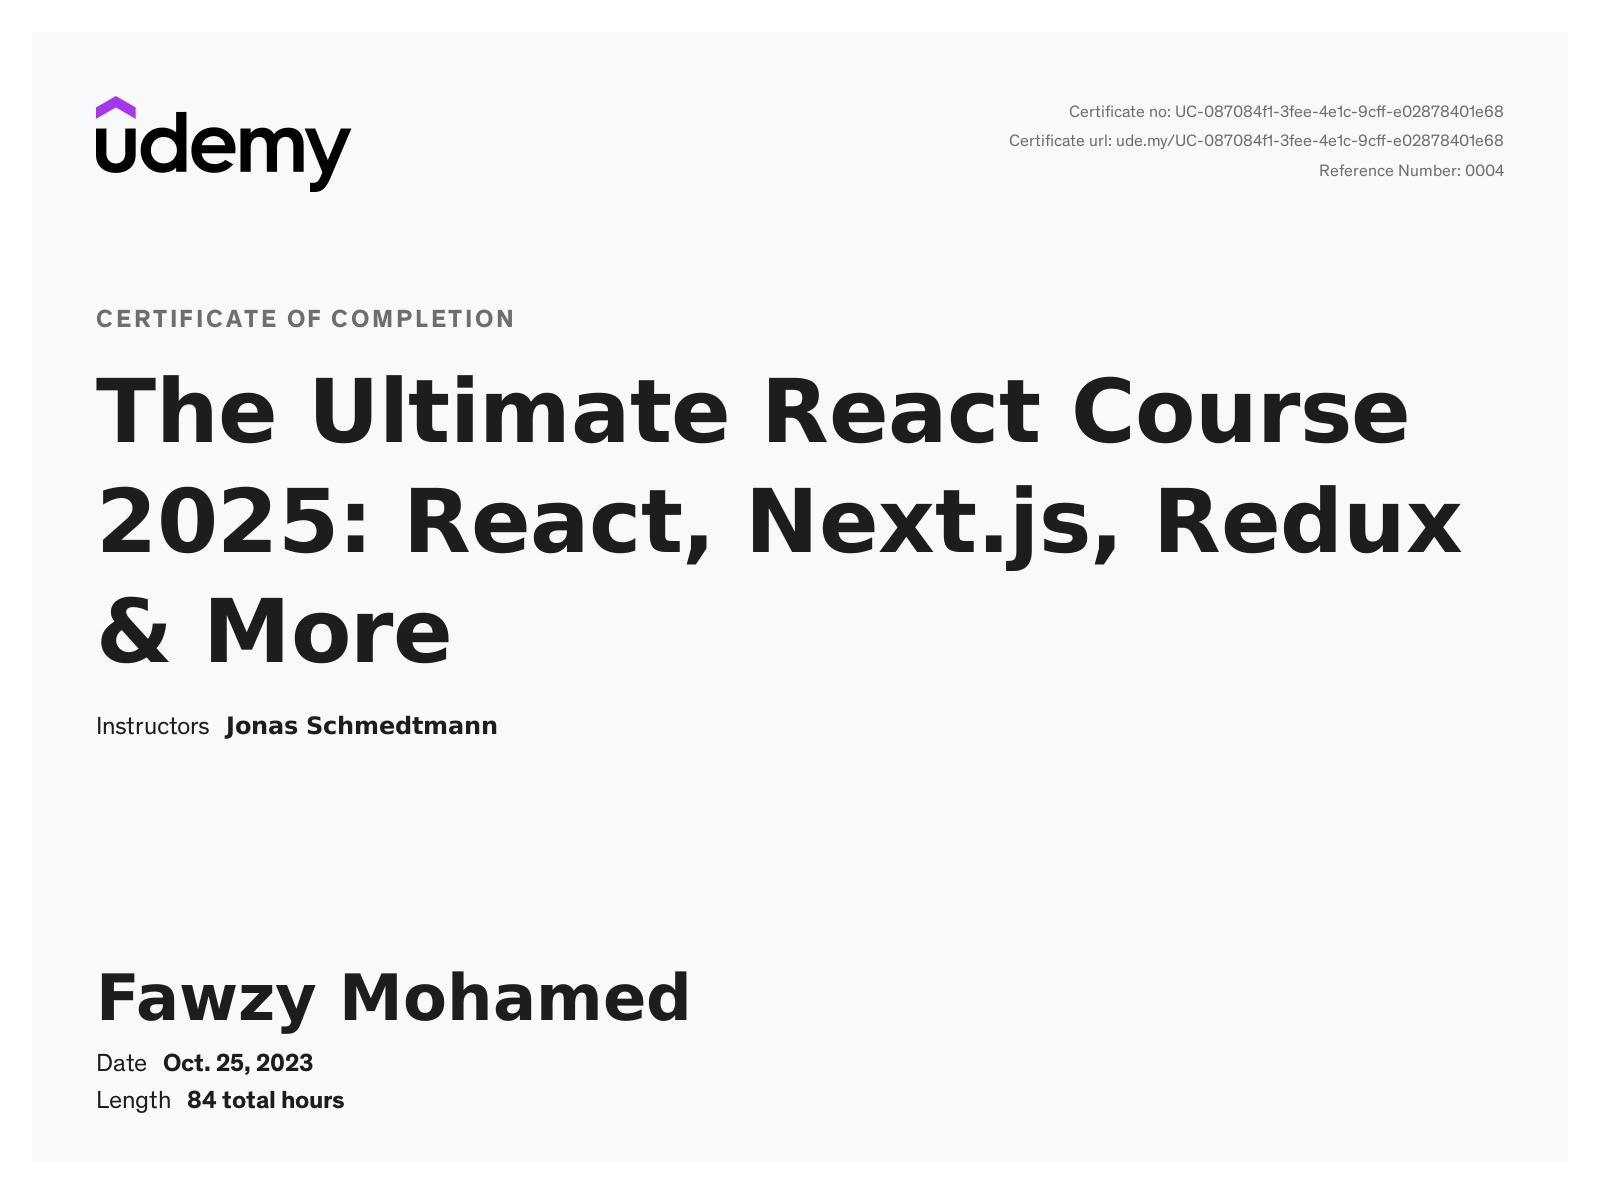 udemy
Certificate no: UC-087084f1-3fee-4e1c-9cff-e02878401e68
Certificate url: ude.my/UC-087084f1-3fee-4e1c-9cff-e02878401e68
Reference Number: 0004
CERTIFICATE OF COMPLETION
The Ultimate React Course
2025: React, Next.js, Redux
& More
Instructors Jonas Schmedtmann
Fawzy Mohamed
Date Oct. 25, 2023
Length 84 total hours